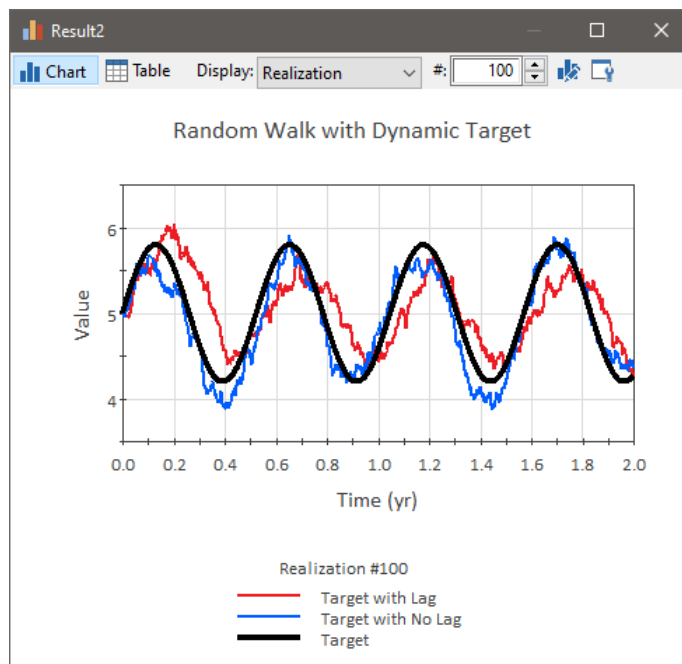 Result2
Chart Table Display: Realization #: 100
Random Walk with Dynamic Target
6
5
4
Value
0.0 0.2 0.4 0.6 0.8 1.0 1.2 1.4 1.6 1.8 2.0
Time (yr)
Realization #100
Target with Lag
Target with No Lag
Target